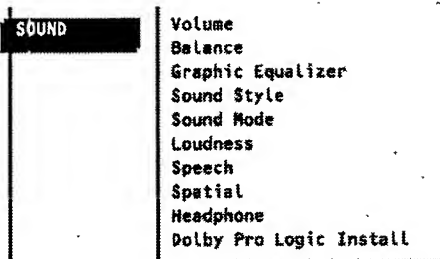 SOUND
Volume
Balance
Graphic Equalizer
Sound Style
Sound Mode
Loudness
Speech
Spatial
Headphone
Dolby Pro Logic Install